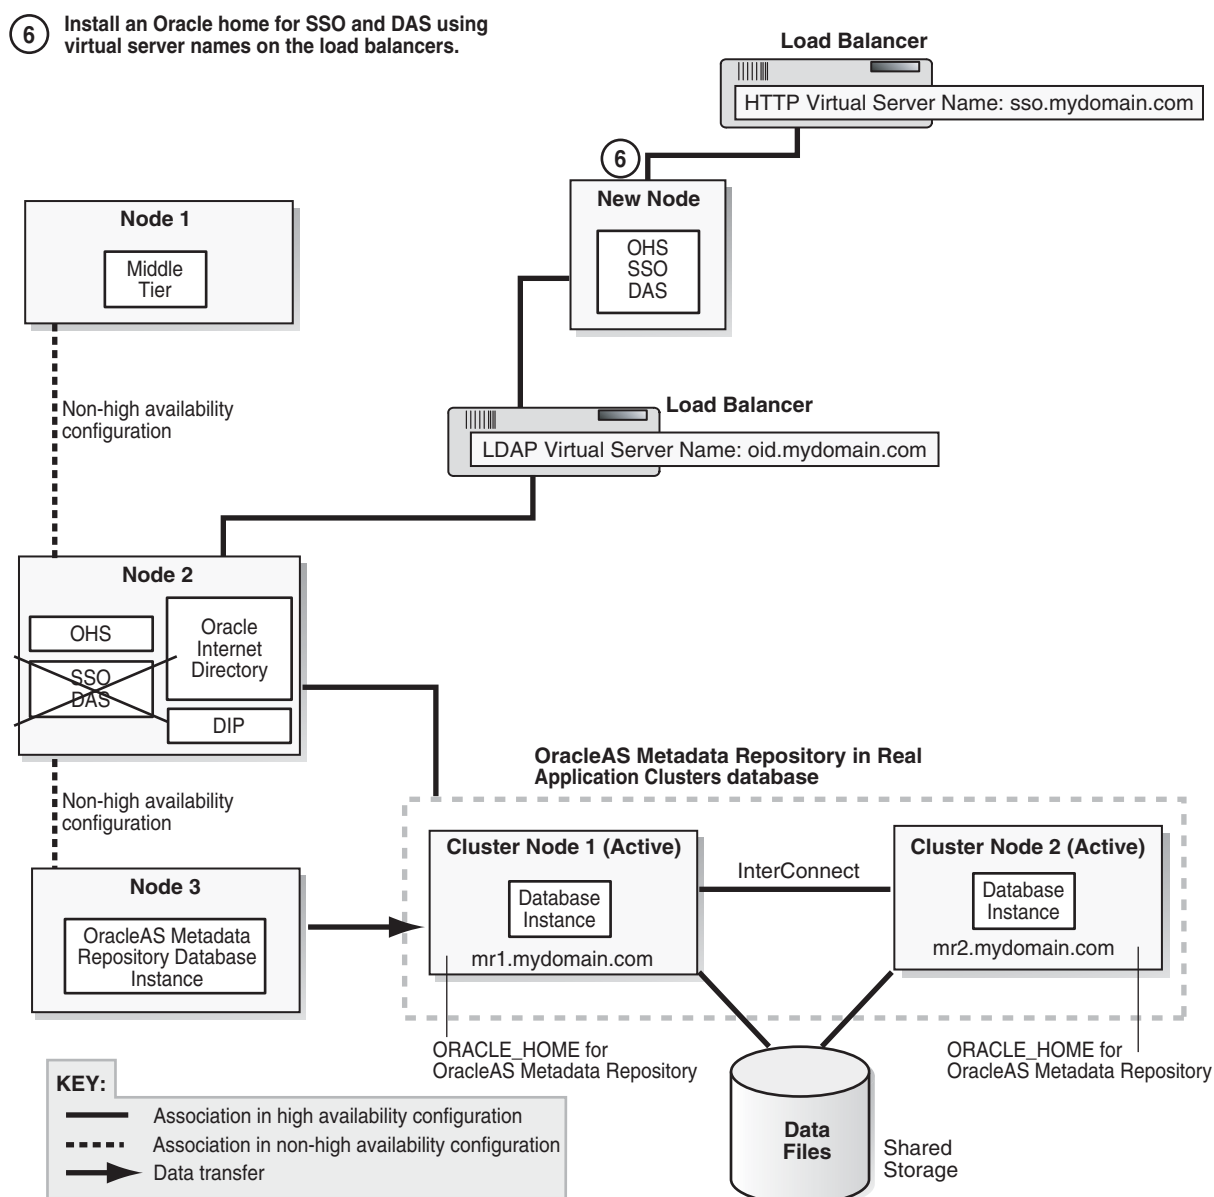 6
Install an Oracle home for SSO and DAS using
virtual server names on the load balancers.
Load Balancer
HTTP Virtual Server Name: sso.mydomain.com
6
New Node
OHS
SSO
DAS
Node 1
Middle
Tier
Non-high availability
configuration
Load Balancer
LDAP Virtual Server Name: oid.mydomain.com
Node 2
OHS
SSO
DAS
Oracle
Internet
Directory
DIP
Non-high availability
configuration
OracleAS Metadata Repository in Real
Application Clusters database
Node 3
OracleAS Metadata
Repository Database
Instance
Cluster Node 1 (Active)
Database
Instance
mr1.mydomain.com
InterConnect
Cluster Node 2 (Active)
Database
Instance
mr2.mydomain.com
ORACLE_HOME for
OracleAS Metadata Repository
ORACLE_HOME for
OracleAS Metadata Repository
Data
Files
Shared
Storage
KEY:
Association in high availability configuration
Association in non-high availability configuration
Data transfer